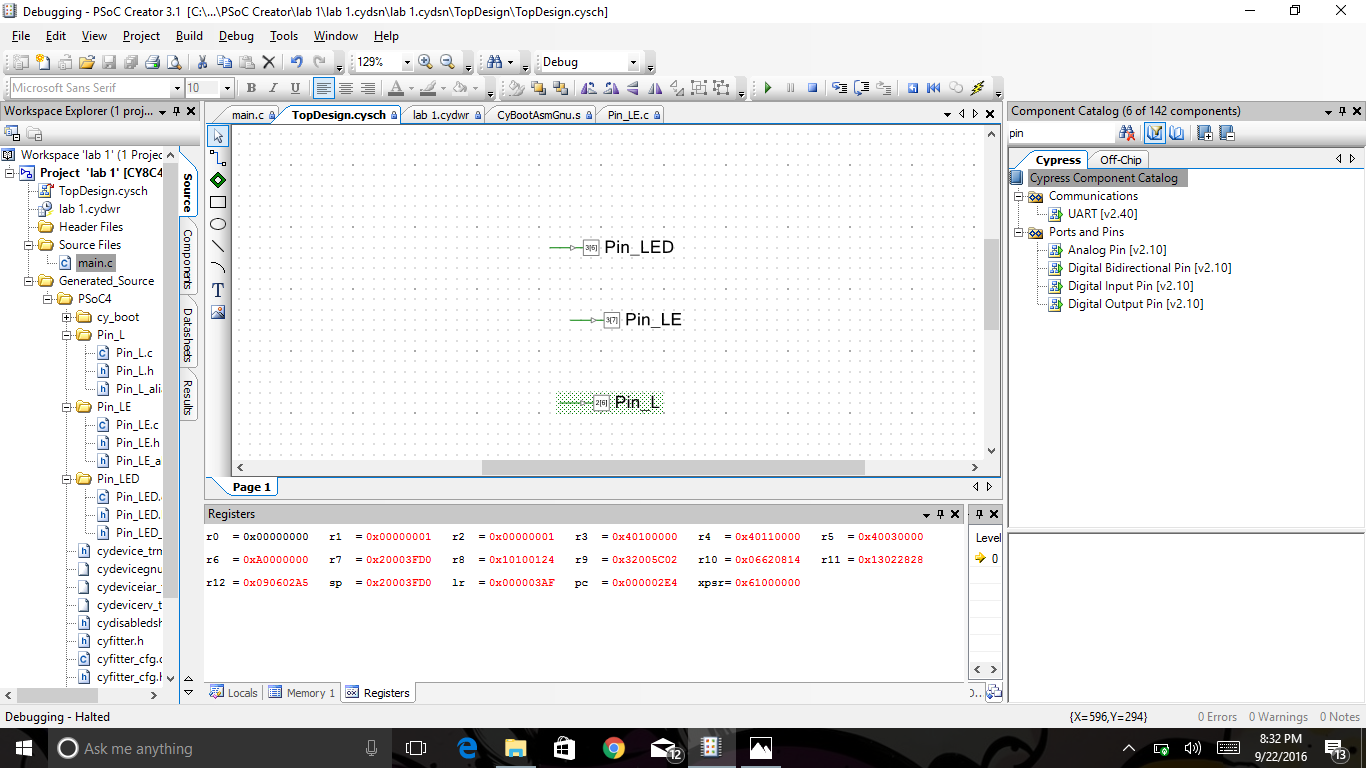 Debugging - PSoC Creator 3.1 [C:\...\PSoC Creator\lab 1\lab 1.cydsn\lab 1.cydsn\TopDesign\TopDesign.cysch]
File Edit View Project Build Debug Tools Window Help
129% Debug
Microsoft Sans Serif 10 B I U A
Workspace Explorer (1 proj...
Workspace 'lab 1' (1 Projec
Project 'lab 1' [CY8C4
TopDesign.cysch
lab 1.cydwr
Header Files
Source Files
main.c
Generated_Source
PSoC4
cy_boot
Pin_L
Pin_L.c
Pin_L.h
Pin_L_ali
Pin_LE
Pin_LE.c
Pin_LE.h
Pin_LE_a
Pin_LED
Pin_LED.
Pin_LED.
Pin_LED_
cydevice_trn
cydevicegnu
cydeviceiar_
cydevicerv_t
cydisabledsh
cyfitter.h
cyfitter_cfg.c
cyfitter_cfg.h
Source
Components
Datasheets
Results
main.c TopDesign.cysch lab 1.cydwr CyBootAsmGnu.s Pin_LE.c
T
3[6] Pin_LED
3[7] Pin_LE
2[6] Pin_L
Page 1
Registers
r0 = 0x00000000 r1 = 0x00000001 r2 = 0x00000001 r3 = 0x40100000 r4 = 0x40110000 r5 = 0x40030000
r6 = 0xA0000000 r7 = 0x20003FD0 r8 = 0x10100124 r9 = 0x32005C02 r10 = 0x06620814 r11 = 0x13022828
r12 = 0x090602A5 sp = 0x20003FD0 lr = 0x000003AF pc = 0x000002E4 xpsr= 0x61000000
Level
0
Locals Memory 1 Registers
Component Catalog (6 of 142 components)
pin
Cypress Off-Chip
Cypress Component Catalog
Communications
UART [v2.40]
Ports and Pins
Analog Pin [v2.10]
Digital Bidirectional Pin [v2.10]
Digital Input Pin [v2.10]
Digital Output Pin [v2.10]
Debugging - Halted {X=596,Y=294} 0 Errors 0 Warnings 0 Notes
Ask me anything
12
8:32 PM
9/22/2016
13